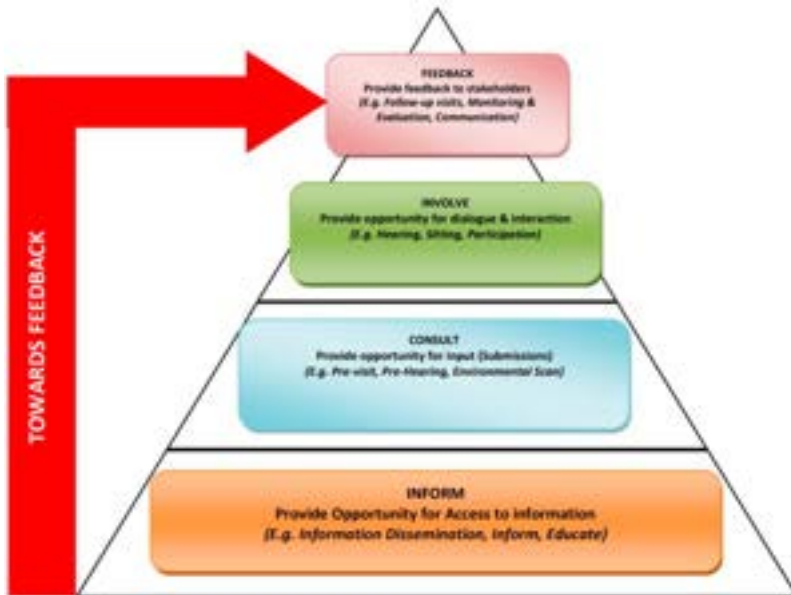 FEEDBACK
Provide feedback to stakeholders
(E.g. Follow-up visits, Monitoring &
Evaluation, Communication)
INVOLVE
Provide opportunity for dialogue & interaction
(E.g. Hearing, Sitting, Participation)
CONSULT
Provide opportunity for input (Submissions)
(E.g. Pre-visit, Pre-Hearing, Environmental Scan)
INFORM
Provide Opportunity for Access to information
(E.g. Information Dissemination, Inform, Educate)
TOWARDS FEEDBACK